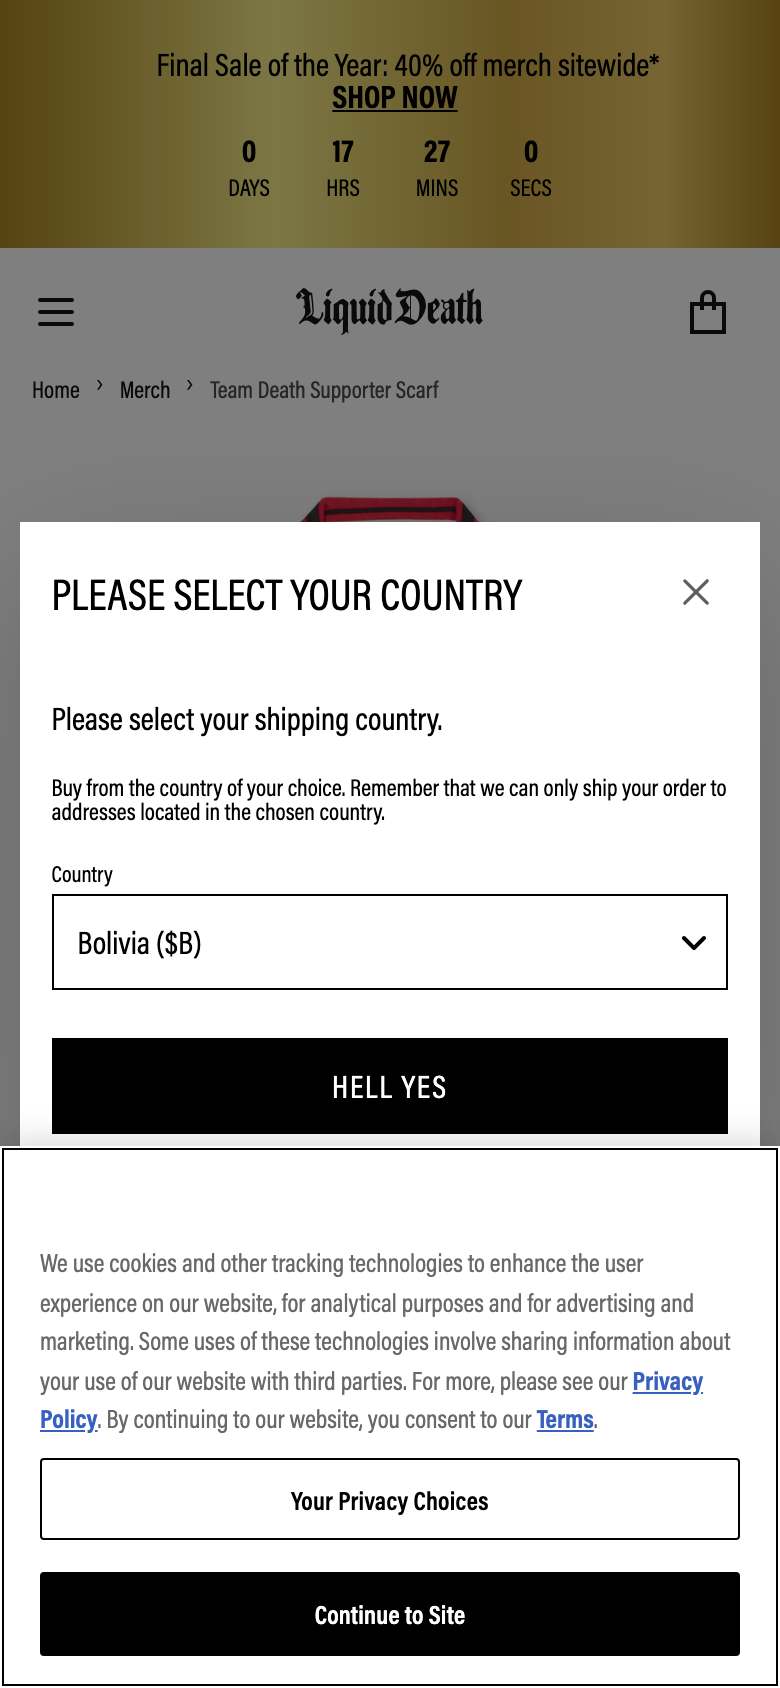 Final Sale of the Year: 40% off merch sitewide*
SHOP NOW
0 17 27 0
DAYS HRS MINS SECS
Liquid Death
Home › Merch › Team Death Supporter Scarf
PLEASE SELECT YOUR COUNTRY
Please select your shipping country.
Buy from the country of your choice. Remember that we can only ship your order to
addresses located in the chosen country.
Country
Bolivia ($B)
HELL YES
We use cookies and other tracking technologies to enhance the user
experience on our website, for analytical purposes and for advertising and
marketing. Some uses of these technologies involve sharing information about
your use of our website with third parties. For more, please see our Privacy
Policy. By continuing to our website, you consent to our Terms.
Your Privacy Choices
Continue to Site